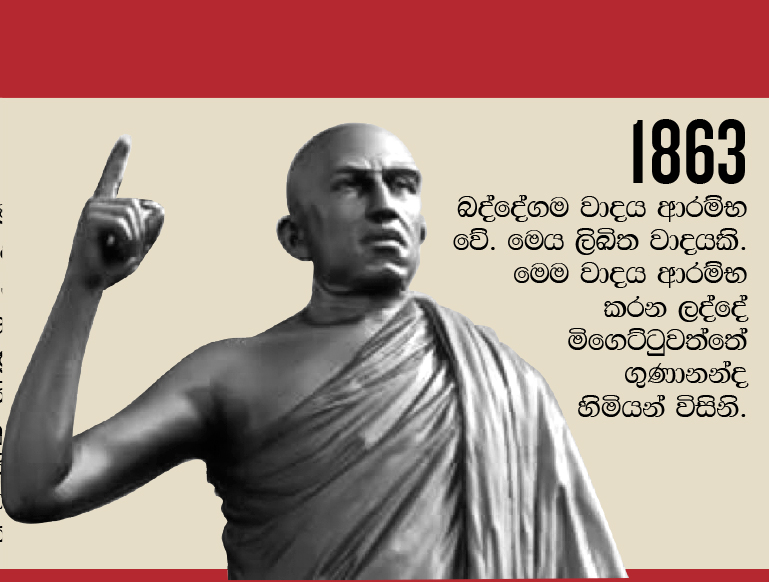 1863
බද්දේගම වාදය ආරම්භ
වේ. මෙය ලිඛිත වාදයකි.
මෙම වාදය ආරම්භ
කරන ලද්දේ
මිගෙට්ටුවත්තේ
ගුණානන්ද
හිමියන් විසිනි.